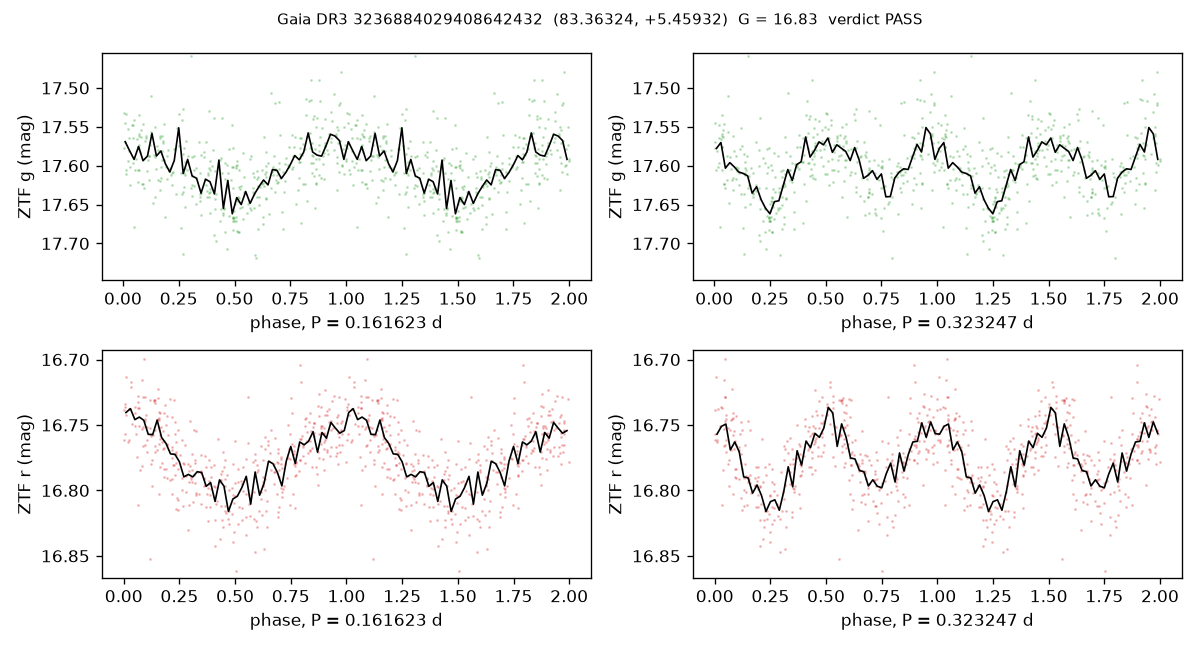 Gaia DR3 3236884029408642432 (83.36324, +5.45932) G = 16.83 verdict PASS
ZTF g (mag)
17.50
17.55
17.60
17.65
17.70
0.00 0.25 0.50 0.75 1.00 1.25 1.50 1.75 2.00
phase, P = 0.161623 d
ZTF g (mag)
17.50
17.55
17.60
17.65
17.70
0.00 0.25 0.50 0.75 1.00 1.25 1.50 1.75 2.00
phase, P = 0.323247 d
ZTF r (mag)
16.70
16.75
16.80
16.85
0.00 0.25 0.50 0.75 1.00 1.25 1.50 1.75 2.00
phase, P = 0.161623 d
ZTF r (mag)
16.70
16.75
16.80
16.85
0.00 0.25 0.50 0.75 1.00 1.25 1.50 1.75 2.00
phase, P = 0.323247 d